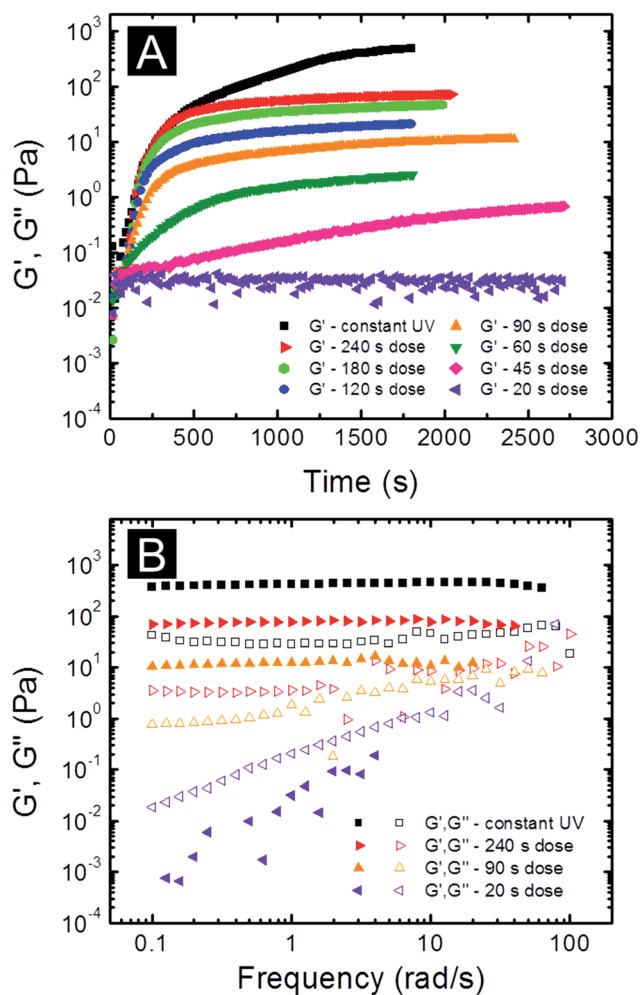 A
G', G'' (Pa)
10³
10²
10¹
10⁰
10⁻¹
10⁻²
10⁻³
10⁻⁴
G' - constant UV
G' - 240 s dose
G' - 180 s dose
G' - 120 s dose
G' - 90 s dose
G' - 60 s dose
G' - 45 s dose
G' - 20 s dose
0 500 1000 1500 2000 2500 3000
Time (s)
B
G', G'' (Pa)
10³
10²
10¹
10⁰
10⁻¹
10⁻²
10⁻³
10⁻⁴
G',G'' - constant UV
G',G'' - 240 s dose
G',G'' - 90 s dose
G',G'' - 20 s dose
0.1 1 10 100
Frequency (rad/s)